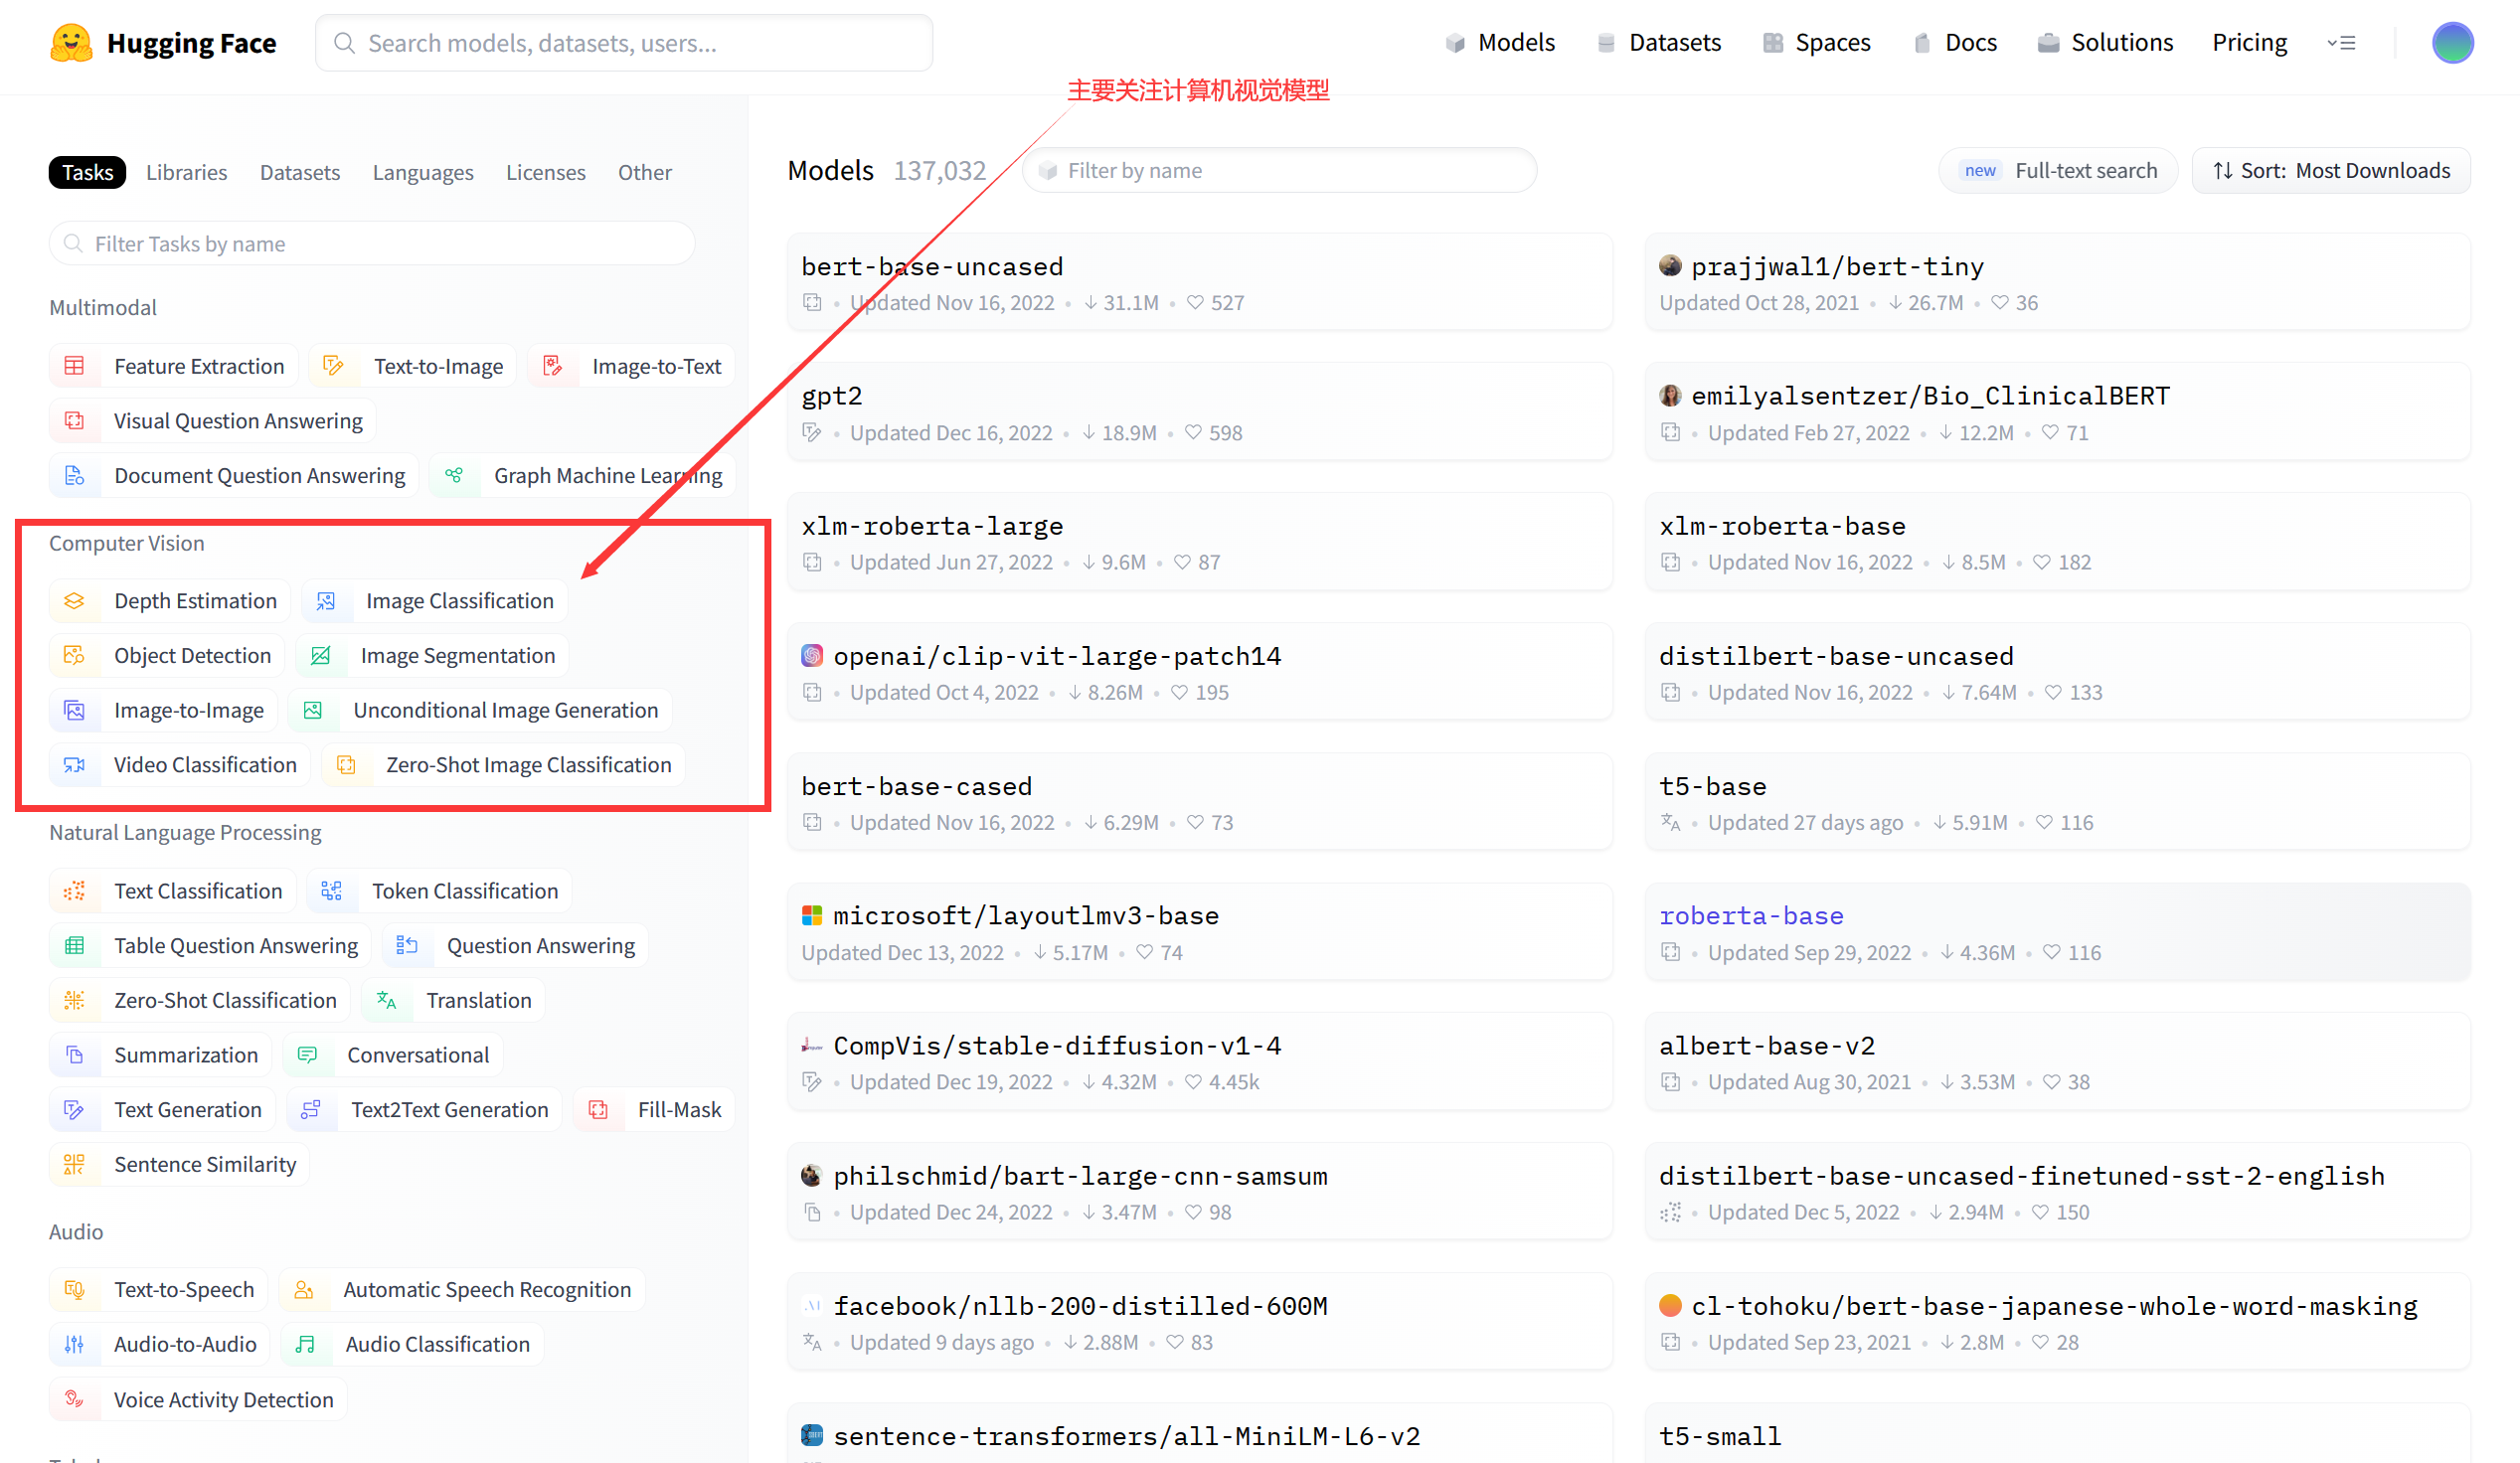 Hugging Face
Search models, datasets, users...
Models
Datasets
Spaces
Docs
Solutions
Pricing
主要关注计算机视觉模型
Tasks
Libraries
Datasets
Languages
Licenses
Other
Filter Tasks by name
Multimodal
Feature Extraction
Text-to-Image
Image-to-Text
Visual Question Answering
Document Question Answering
Graph Machine Learning
Computer Vision
Depth Estimation
Image Classification
Object Detection
Image Segmentation
Image-to-Image
Unconditional Image Generation
Video Classification
Zero-Shot Image Classification
Natural Language Processing
Text Classification
Token Classification
Table Question Answering
Question Answering
Zero-Shot Classification
Translation
Summarization
Conversational
Text Generation
Text2Text Generation
Fill-Mask
Sentence Similarity
Audio
Text-to-Speech
Automatic Speech Recognition
Audio-to-Audio
Audio Classification
Voice Activity Detection
Models 137,032
Filter by name
new Full-text search
Sort: Most Downloads
bert-base-uncased
• Updated Nov 16, 2022 • ↓ 31.1M • ♡ 527
prajjwal1/bert-tiny
Updated Oct 28, 2021 • ↓ 26.7M • ♡ 36
gpt2
• Updated Dec 16, 2022 • ↓ 18.9M • ♡ 598
emilyalsentzer/Bio_ClinicalBERT
• Updated Feb 27, 2022 • ↓ 12.2M • ♡ 71
xlm-roberta-large
• Updated Jun 27, 2022 • ↓ 9.6M • ♡ 87
xlm-roberta-base
• Updated Nov 16, 2022 • ↓ 8.5M • ♡ 182
openai/clip-vit-large-patch14
• Updated Oct 4, 2022 • ↓ 8.26M • ♡ 195
distilbert-base-uncased
• Updated Nov 16, 2022 • ↓ 7.64M • ♡ 133
bert-base-cased
• Updated Nov 16, 2022 • ↓ 6.29M • ♡ 73
t5-base
• Updated 27 days ago • ↓ 5.91M • ♡ 116
microsoft/layoutlmv3-base
Updated Dec 13, 2022 • ↓ 5.17M • ♡ 74
roberta-base
• Updated Sep 29, 2022 • ↓ 4.36M • ♡ 116
CompVis/stable-diffusion-v1-4
• Updated Dec 19, 2022 • ↓ 4.32M • ♡ 4.45k
albert-base-v2
• Updated Aug 30, 2021 • ↓ 3.53M • ♡ 38
philschmid/bart-large-cnn-samsum
• Updated Dec 24, 2022 • ↓ 3.47M • ♡ 98
distilbert-base-uncased-finetuned-sst-2-english
• Updated Dec 5, 2022 • ↓ 2.94M • ♡ 150
facebook/nllb-200-distilled-600M
• Updated 9 days ago • ↓ 2.88M • ♡ 83
cl-tohoku/bert-base-japanese-whole-word-masking
• Updated Sep 23, 2021 • ↓ 2.8M • ♡ 28
sentence-transformers/all-MiniLM-L6-v2
t5-small